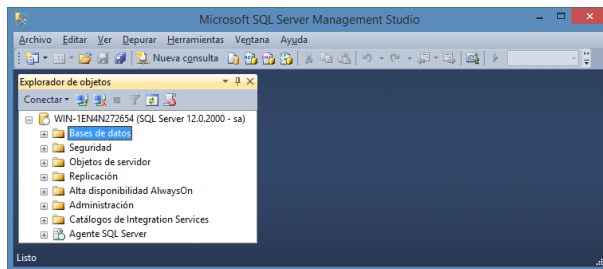 Microsoft SQL Server Management Studio
Archivo Editar Ver Depurar Herramientas Ventana Ayuda
Nueva consulta
Explorador de objetos
Conectar
WIN-1EN4N272654 (SQL Server 12.0.2000 - sa)
Bases de datos
Seguridad
Objetos de servidor
Replicación
Alta disponibilidad AlwaysOn
Administración
Catálogos de Integration Services
Agente SQL Server
Listo